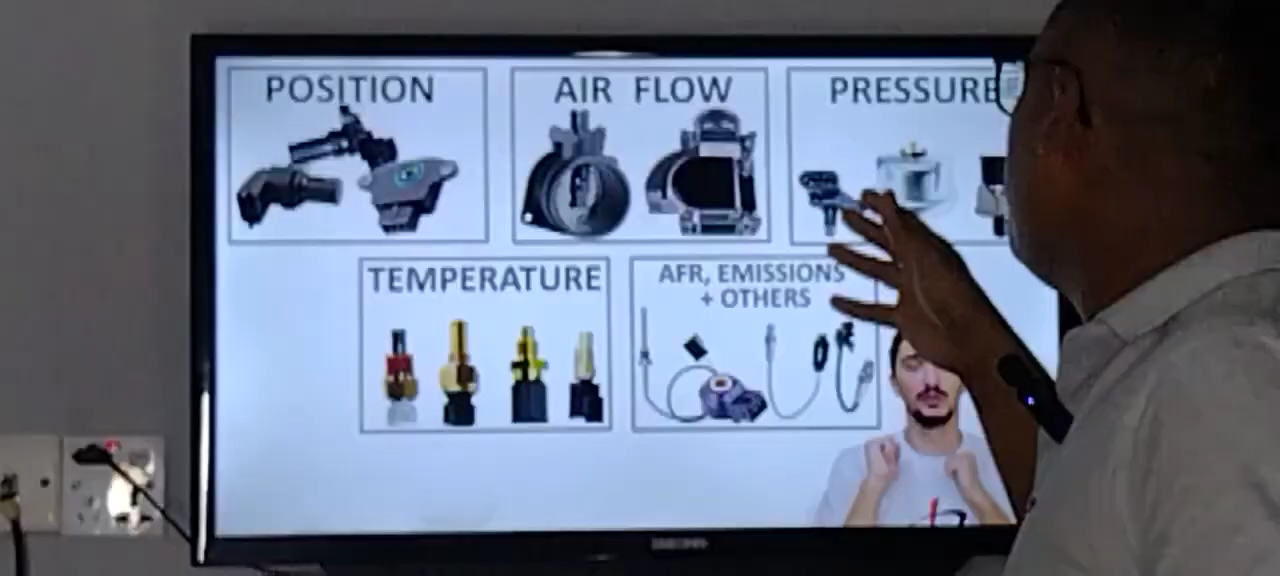 POSITION
AIR FLOW
PRESSURE
TEMPERATURE
AFR, EMISSIONS
+ OTHERS